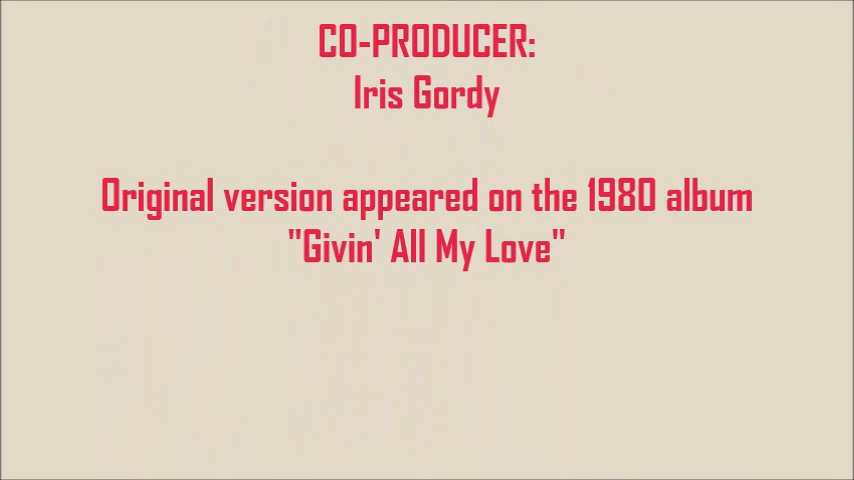 CO-PRODUCER:
Iris Gordy
Original version appeared on the 1980 album
"Givin' All My Love"